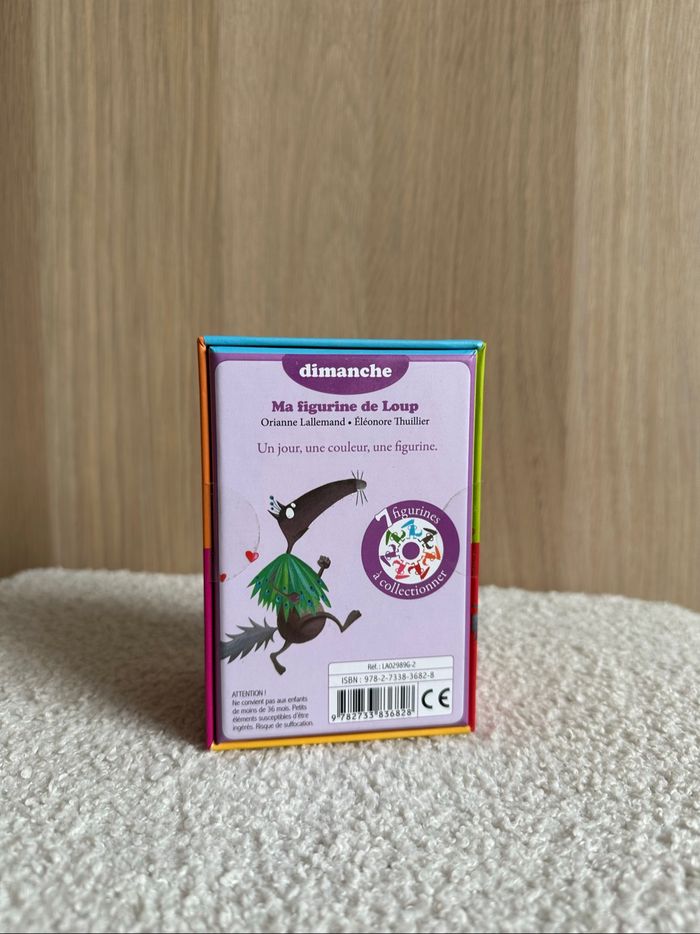 dimanche
Ma figurine de Loup
Orianne Lallemand • Éléonore Thuillier
Un jour, une couleur, une figurine.
7 figurines
à collectionner
Réf.: LA02989G-2
ISBN : 978-2-7338-3682-8
9 782733 836828
CE
ATTENTION !
Ne convient pas aux enfants
de moins de 36 mois. Petits
éléments susceptibles d'être
ingérés. Risque de suffocation.